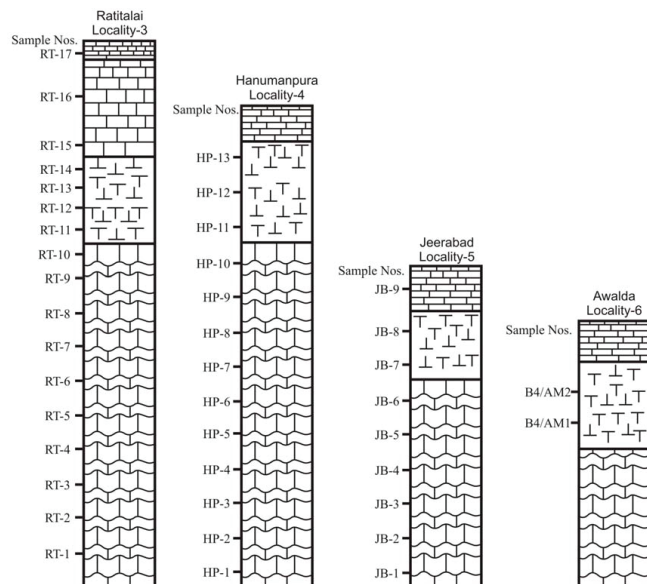 Ratitalai
Locality-3
Sample Nos.
RT-17
RT-16
RT-15
RT-14
RT-13
RT-12
RT-11
RT-10
RT-9
RT-8
RT-7
RT-6
RT-5
RT-4
RT-3
RT-2
RT-1
Hanumanpura
Locality-4
Sample Nos.
HP-13
HP-12
HP-11
HP-10
HP-9
HP-8
HP-7
HP-6
HP-5
HP-4
HP-3
HP-2
HP-1
Jeerabad
Locality-5
Sample Nos.
JB-9
JB-8
JB-7
JB-6
JB-5
JB-4
JB-3
JB-2
JB-1
Awalda
Locality-6
Sample Nos.
B4/AM2
B4/AM1